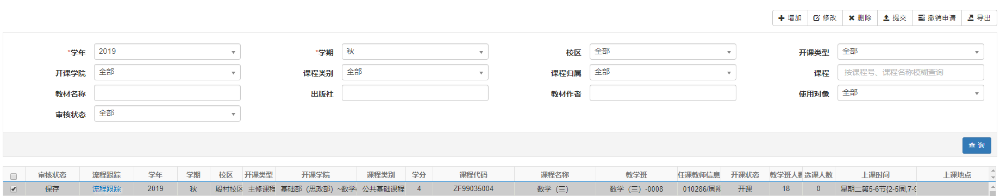 增加 修改 删除 提交 撤销申请 导出
*学年 2019 *学期 秋 校区 全部 开课类型 全部
开课学院 全部 课程类别 全部 课程归属 全部 课程 按课程号、课程名称模糊查询
教材名称 出版社 教材作者 使用对象 全部
审核状态 全部
查询
审核状态 流程跟踪 学年 学期 校区 开课类型 开课学院 课程类别 学分 课程代码 课程名称 教学班 任课教师信息 开课状态 教学班人数 选课人数 上课时间 上课地点
保存 流程跟踪 2019 秋 殷村校区 主修课程 基础部（思政部）~数学 公共基础课程 4 ZF99035004 数学（三） 数学（三）-0008 010286/周翔 开课 18 0 星期二第5-6节{2-5周,7-9